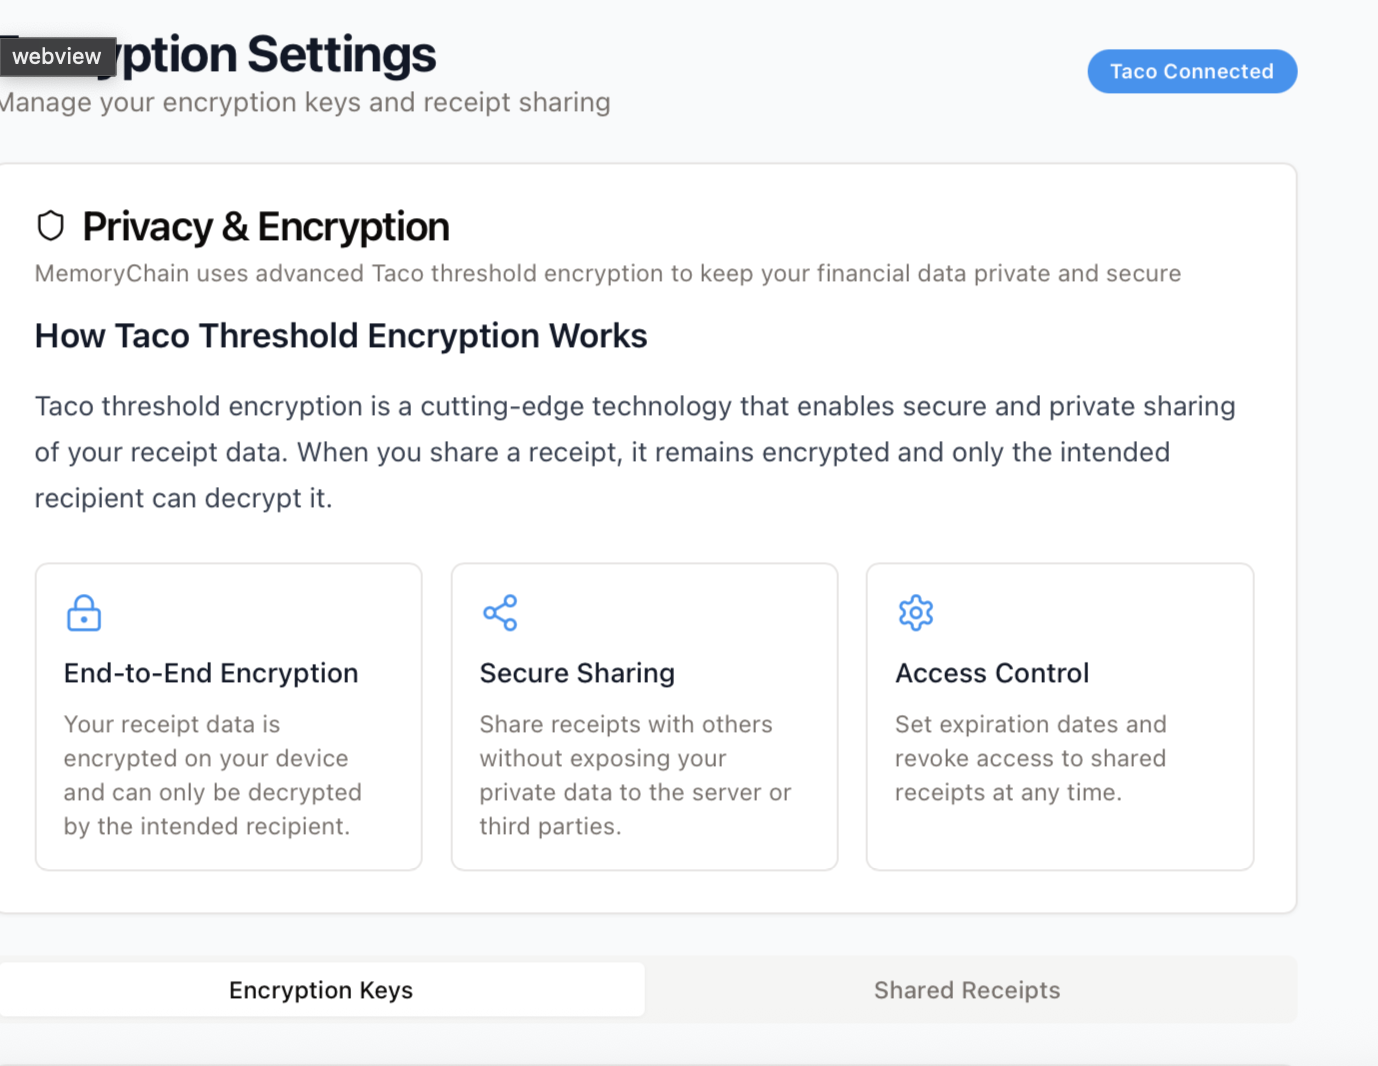 webview
yption Settings
Taco Connected
Manage your encryption keys and receipt sharing
Privacy & Encryption
MemoryChain uses advanced Taco threshold encryption to keep your financial data private and secure
How Taco Threshold Encryption Works
Taco threshold encryption is a cutting-edge technology that enables secure and private sharing
of your receipt data. When you share a receipt, it remains encrypted and only the intended
recipient can decrypt it.
End-to-End Encryption
Your receipt data is
encrypted on your device
and can only be decrypted
by the intended recipient.
Secure Sharing
Share receipts with others
without exposing your
private data to the server or
third parties.
Access Control
Set expiration dates and
revoke access to shared
receipts at any time.
Encryption Keys
Shared Receipts